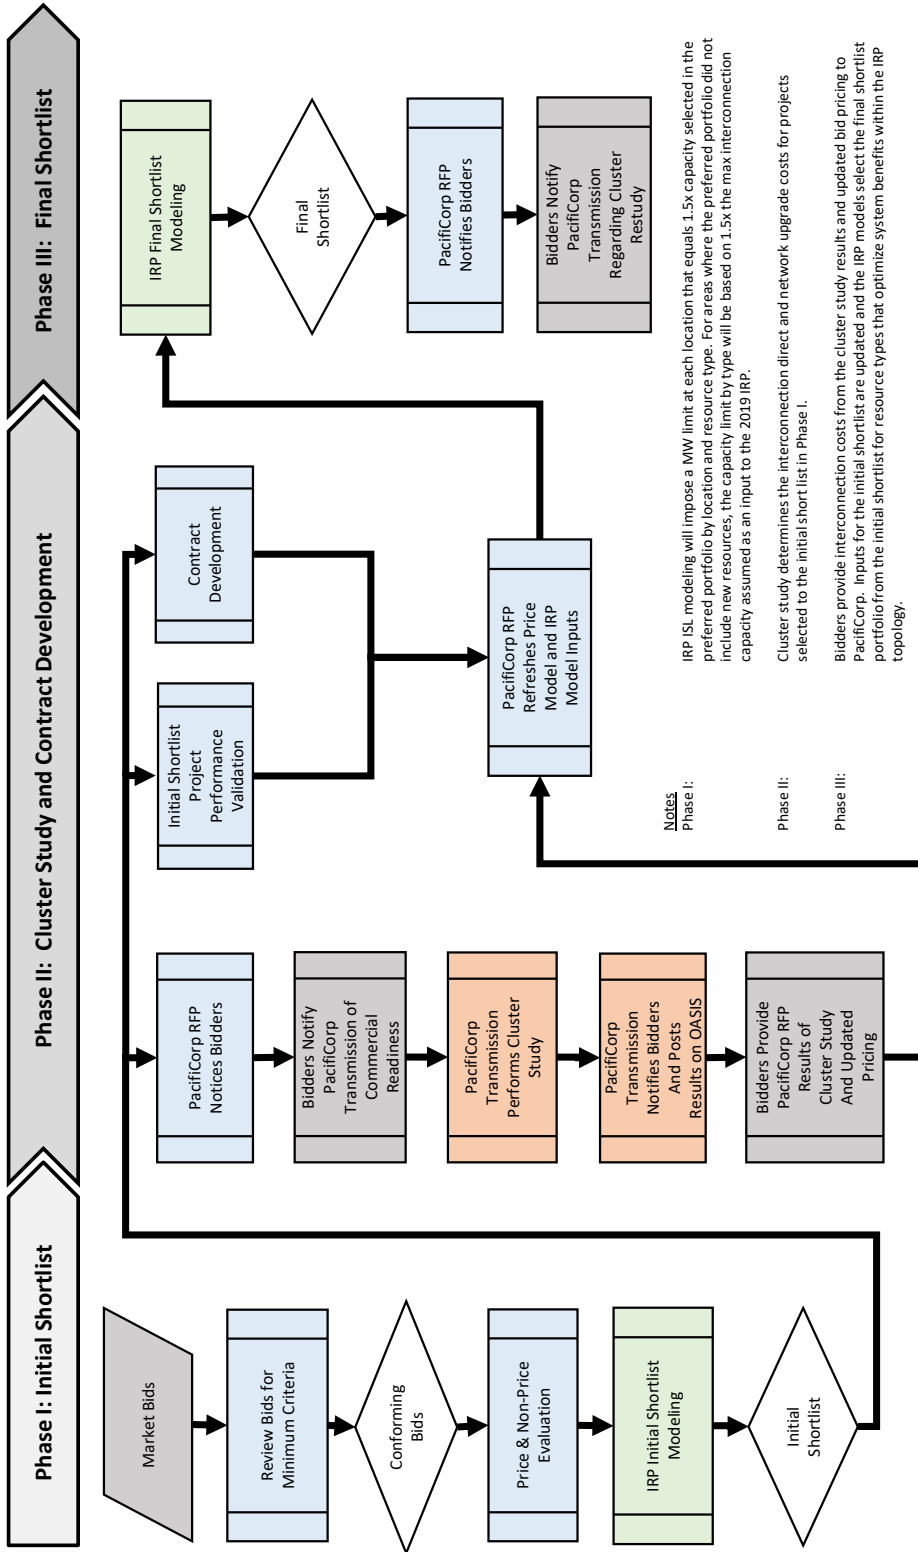 Phase I: Initial Shortlist
Phase II:  Cluster Study and Contract Development
Phase III:  Final Shortlist
Market Bids
Review Bids for
Minimum Criteria
Conforming
Bids
Price & Non-Price
Evaluation
IRP Initial Shortlist
Modeling
Initial
Shortlist
PacifiCorp RFP
Notices Bidders
Bidders Notify
PacifiCorp
Transmission of
Commercial
Readiness
PacifiCorp
Transmission
Performs Cluster
Study
PacifiCorp
Transmission
Notifies Bidders
And Posts
Results on OASIS
Bidders Provide
PacifiCorp RFP
Results of
Cluster Study
And Updated
Pricing
Initial Shortlist
Project
Performance
Validation
Contract
Development
PacifiCorp RFP
Refreshes Price
Model and IRP
Model Inputs
IRP Final Shortlist
Modeling
Final
Shortlist
PacifiCorp RFP
Notifies Bidders
Bidders Notify
PacifiCorp
Transmission
Regarding Cluster
Restudy
Notes
Phase I:
IRP ISL modeling will impose a MW limit at each location that equals 1.5x capacity selected in the
preferred portfolio by location and resource type. For areas where the preferred portfolio did not
include new resources, the capacity limit by type will be based on 1.5x the max interconnection
capacity assumed as an input to the 2019 IRP.
Phase II:
Cluster study determines the interconnection direct and network upgrade costs for projects
selected to the initial short list in Phase I.
Phase III:
Bidders provide interconnection costs from the cluster study results and updated bid pricing to
PacifiCorp.  Inputs for the initial shortlist are updated and the IRP models select the final shortlist
portfolio from the initial shortlist for resource types that optimize system benefits within the IRP
topology.